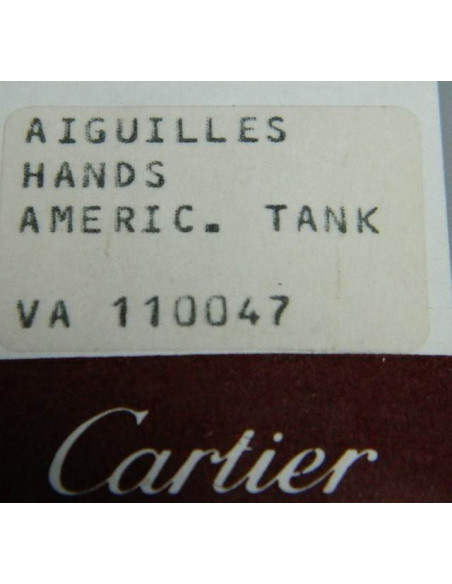 AIGUILLES
HANDS
AMERIC. TANK
VA 110047
Cartier